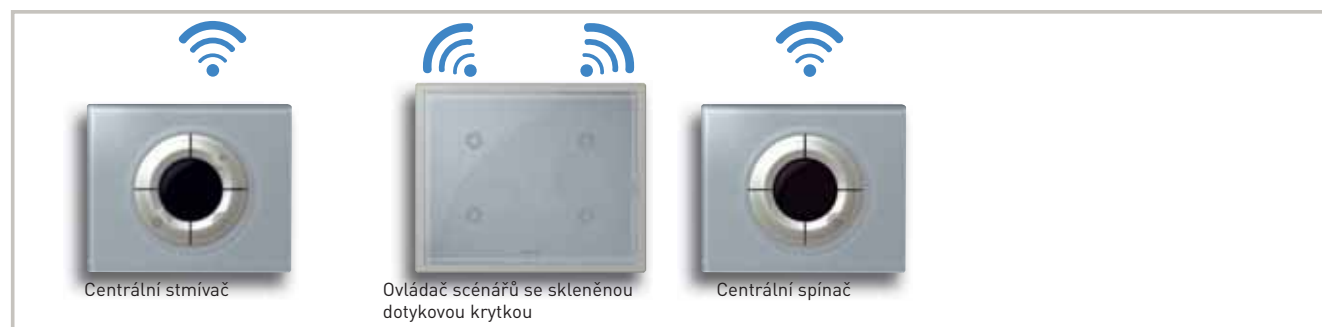 Centrální stmívač
Ovládač scénářů se skleněnou
dotykovou krytkou
Centrální spínač